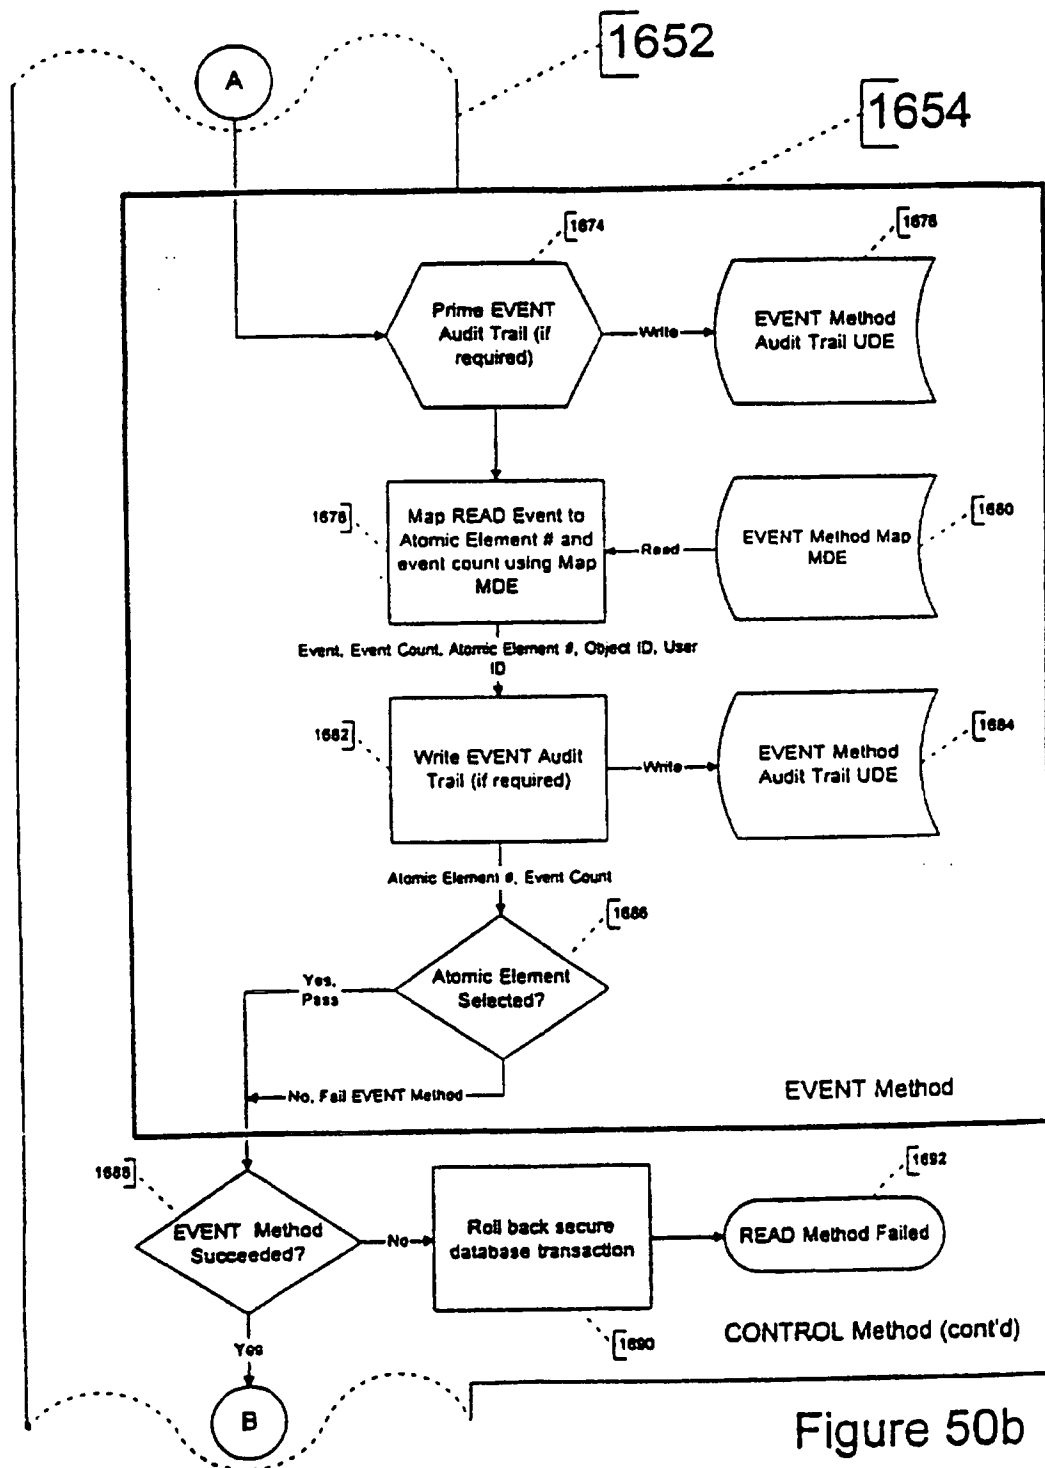 1652
A
1654
1674
1676
Prime EVENT
Audit Trail (if
required)
Write
EVENT Method
Audit Trail UDE
1678
Map READ Event to
Atomic Element # and
event count using Map
MDE
Read
EVENT Method Map
MDE
1680
Event, Event Count, Atomic Element #, Object ID, User
ID
1682
Write EVENT Audit
Trail (if required)
Write
EVENT Method
Audit Trail UDE
1684
Atomic Element #, Event Count
1686
Atomic Element
Selected?
Yes,
Pass
No, Fail EVENT Method
EVENT Method
1688
EVENT Method
Succeeded?
No
Roll back secure
database transaction
1692
READ Method Failed
1690
CONTROL Method (cont'd)
Yes
B
Figure 50b